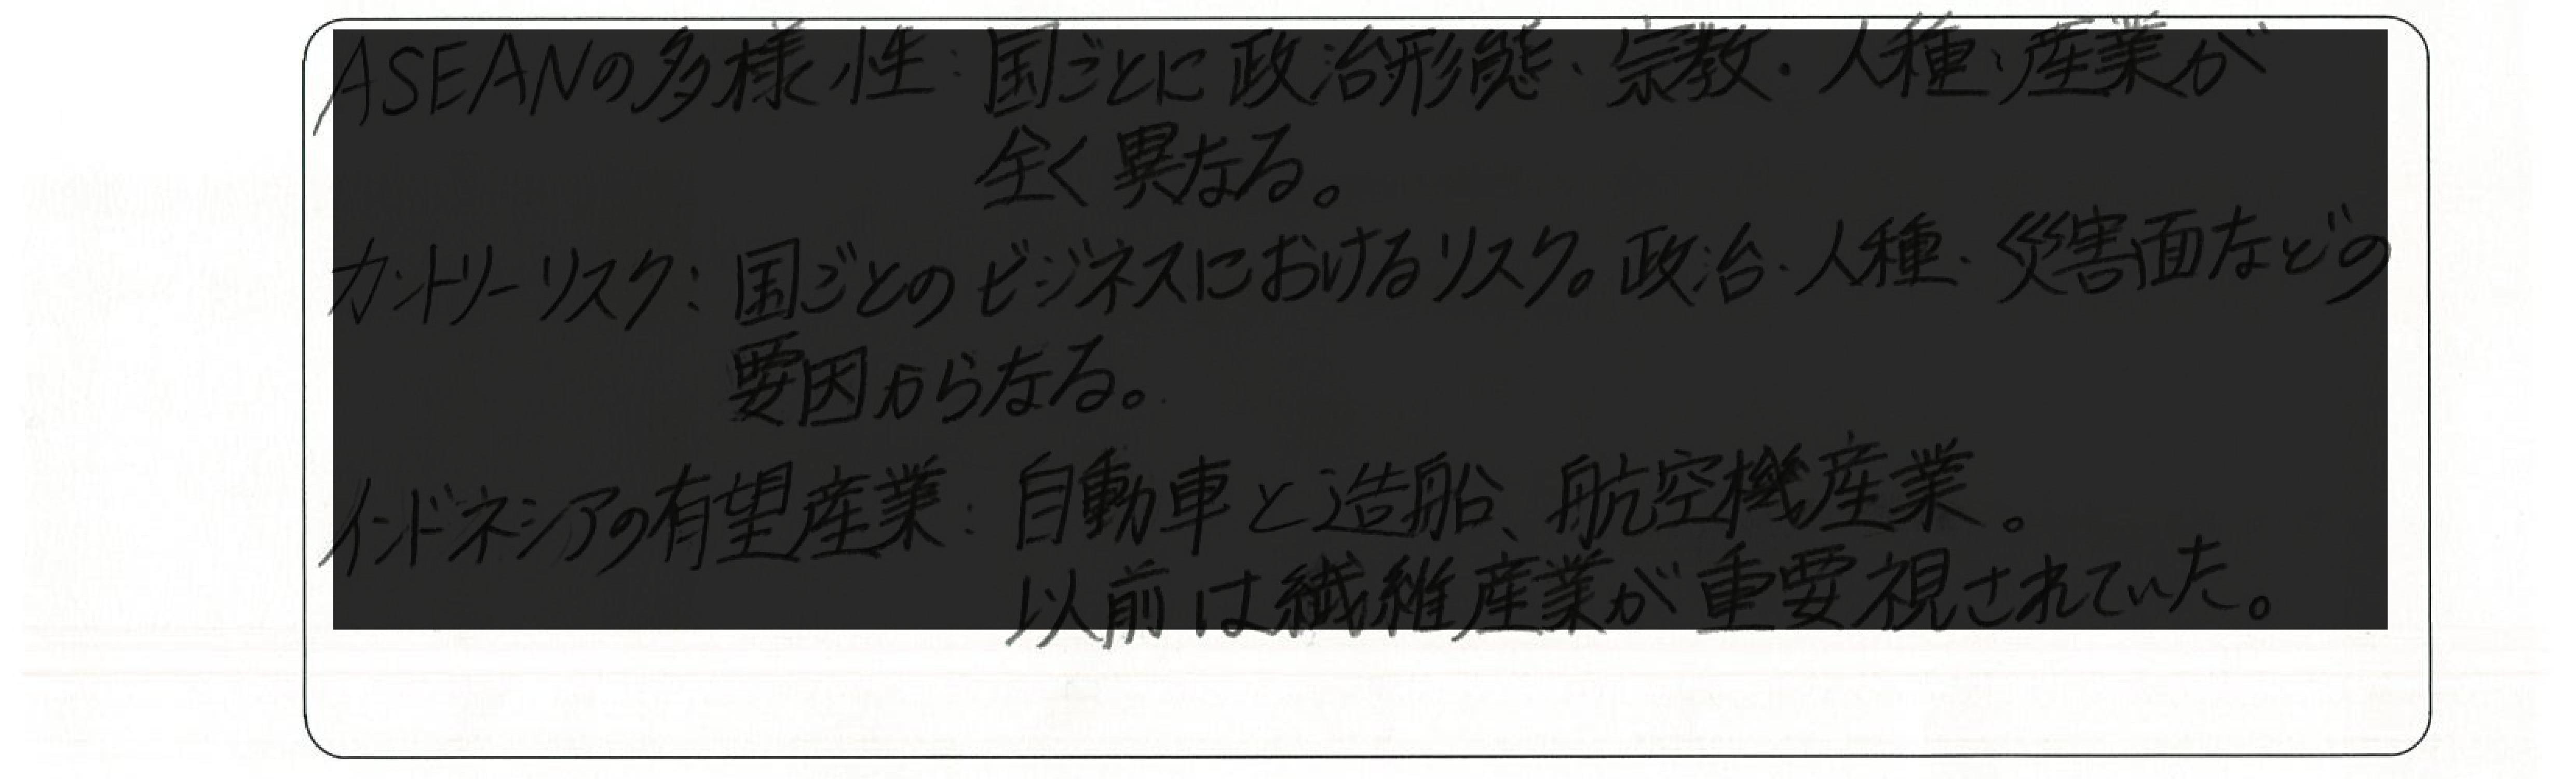 ASEANの多様性：国ごとに政治形態・宗教・人種・産業が
全く異なる。
カントリーリスク：国ごとのビジネスにおけるリスク。政治・人種・災害面などの
要因からなる。
インドネシアの有望産業：自動車と造船、航空機産業。
以前は繊維産業が重要視されていた。